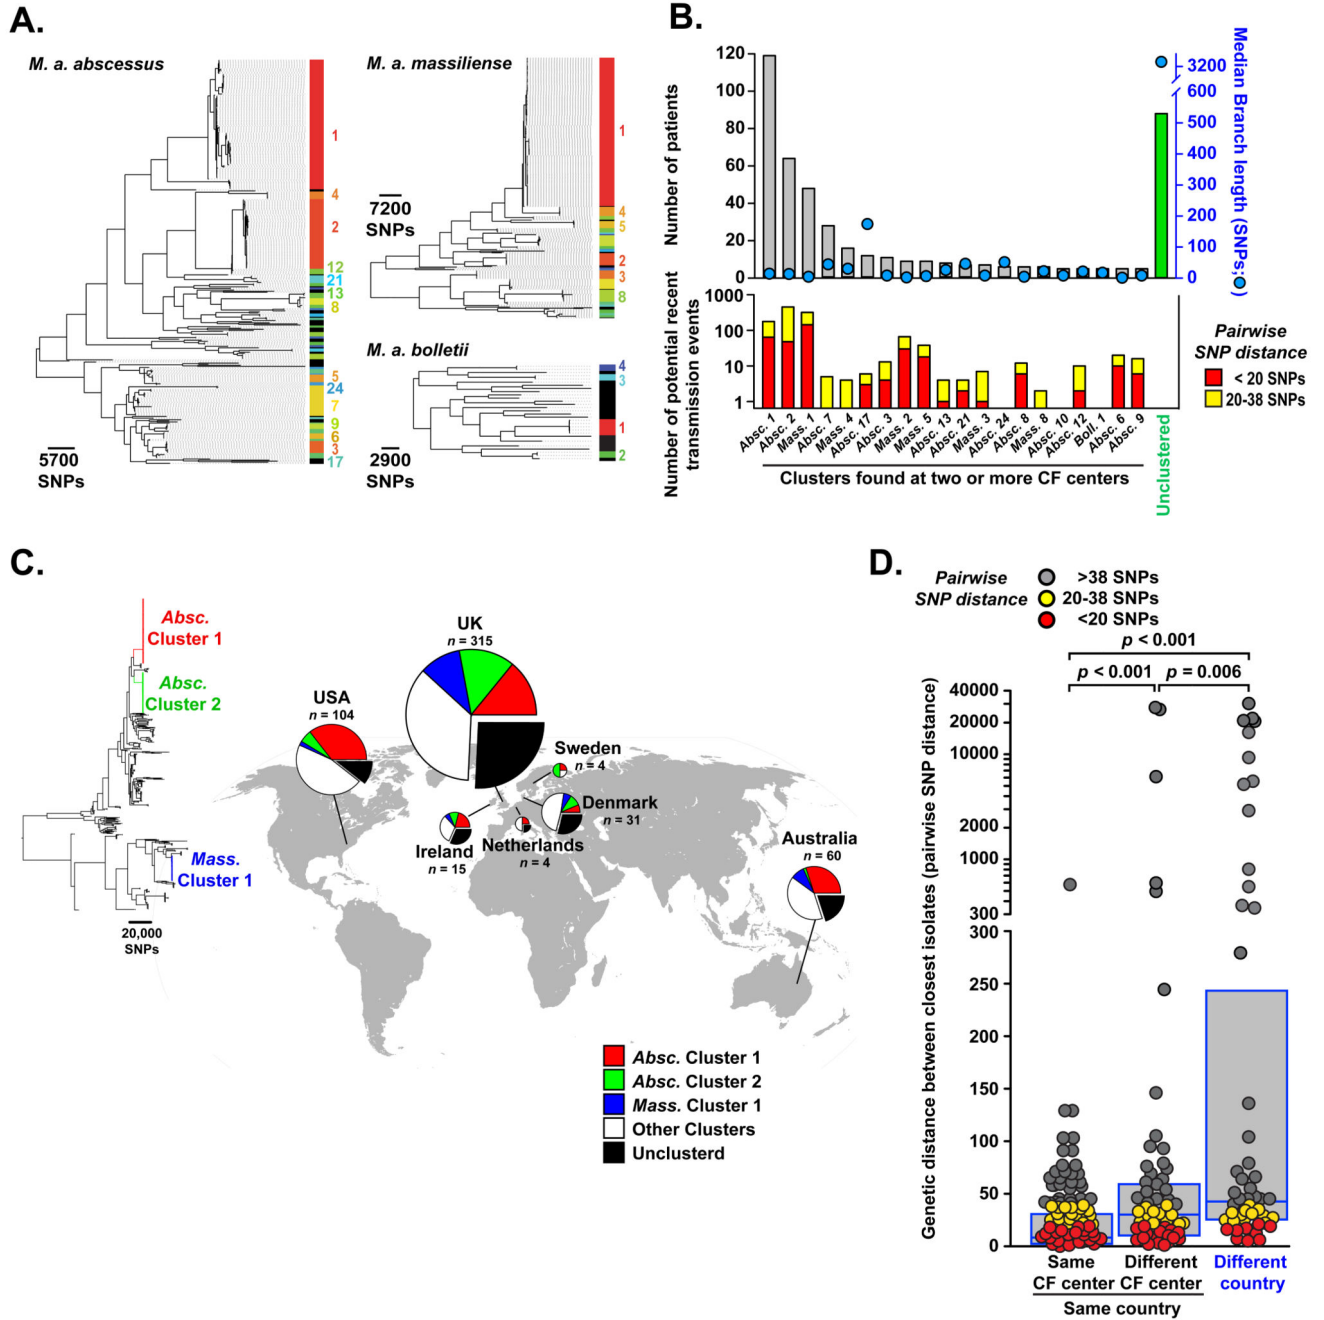 A.
M. a. abscessus
1
4
2
12
21
13
8
5
24
7
9
6
3
17
5700
SNPs
M. a. massiliense
1
4
5
2
3
8
7200
SNPs
M. a. bolletii
4
3
1
2
2900
SNPs
B.
Number of patients
120
100
80
60
40
20
0
Median Branch length (SNPs; )
3200
600
500
400
300
200
100
0
Number of potential recent
transmission events
1000
100
10
1
Absc. 1
Absc. 2
Mass. 1
Absc. 7
Mass. 4
Absc. 17
Absc. 3
Mass. 2
Mass. 5
Absc. 13
Absc. 21
Mass. 3
Absc. 24
Absc. 8
Mass. 8
Absc. 10
Absc. 12
Boll. 1
Absc. 6
Absc. 9
Unclustered
Clusters found at two or more CF centers
Pairwise
SNP distance
< 20 SNPs
20-38 SNPs
C.
Absc.
Cluster 1
Absc.
Cluster 2
Mass.
Cluster 1
20,000
SNPs
USA
n = 104
UK
n = 315
Sweden
n = 4
Denmark
n = 31
Ireland
n = 15
Netherlands
n = 4
Australia
n = 60
Absc. Cluster 1
Absc. Cluster 2
Mass. Cluster 1
Other Clusters
Unclusterd
D.
Pairwise
SNP distance
>38 SNPs
20-38 SNPs
<20 SNPs
p < 0.001
p < 0.001
p = 0.006
Genetic distance between closest isolates (pairwise SNP distance)
40000
20000
10000
2000
1000
300
300
250
200
150
100
50
0
Same
CF center
Different
CF center
Different
country
Same country